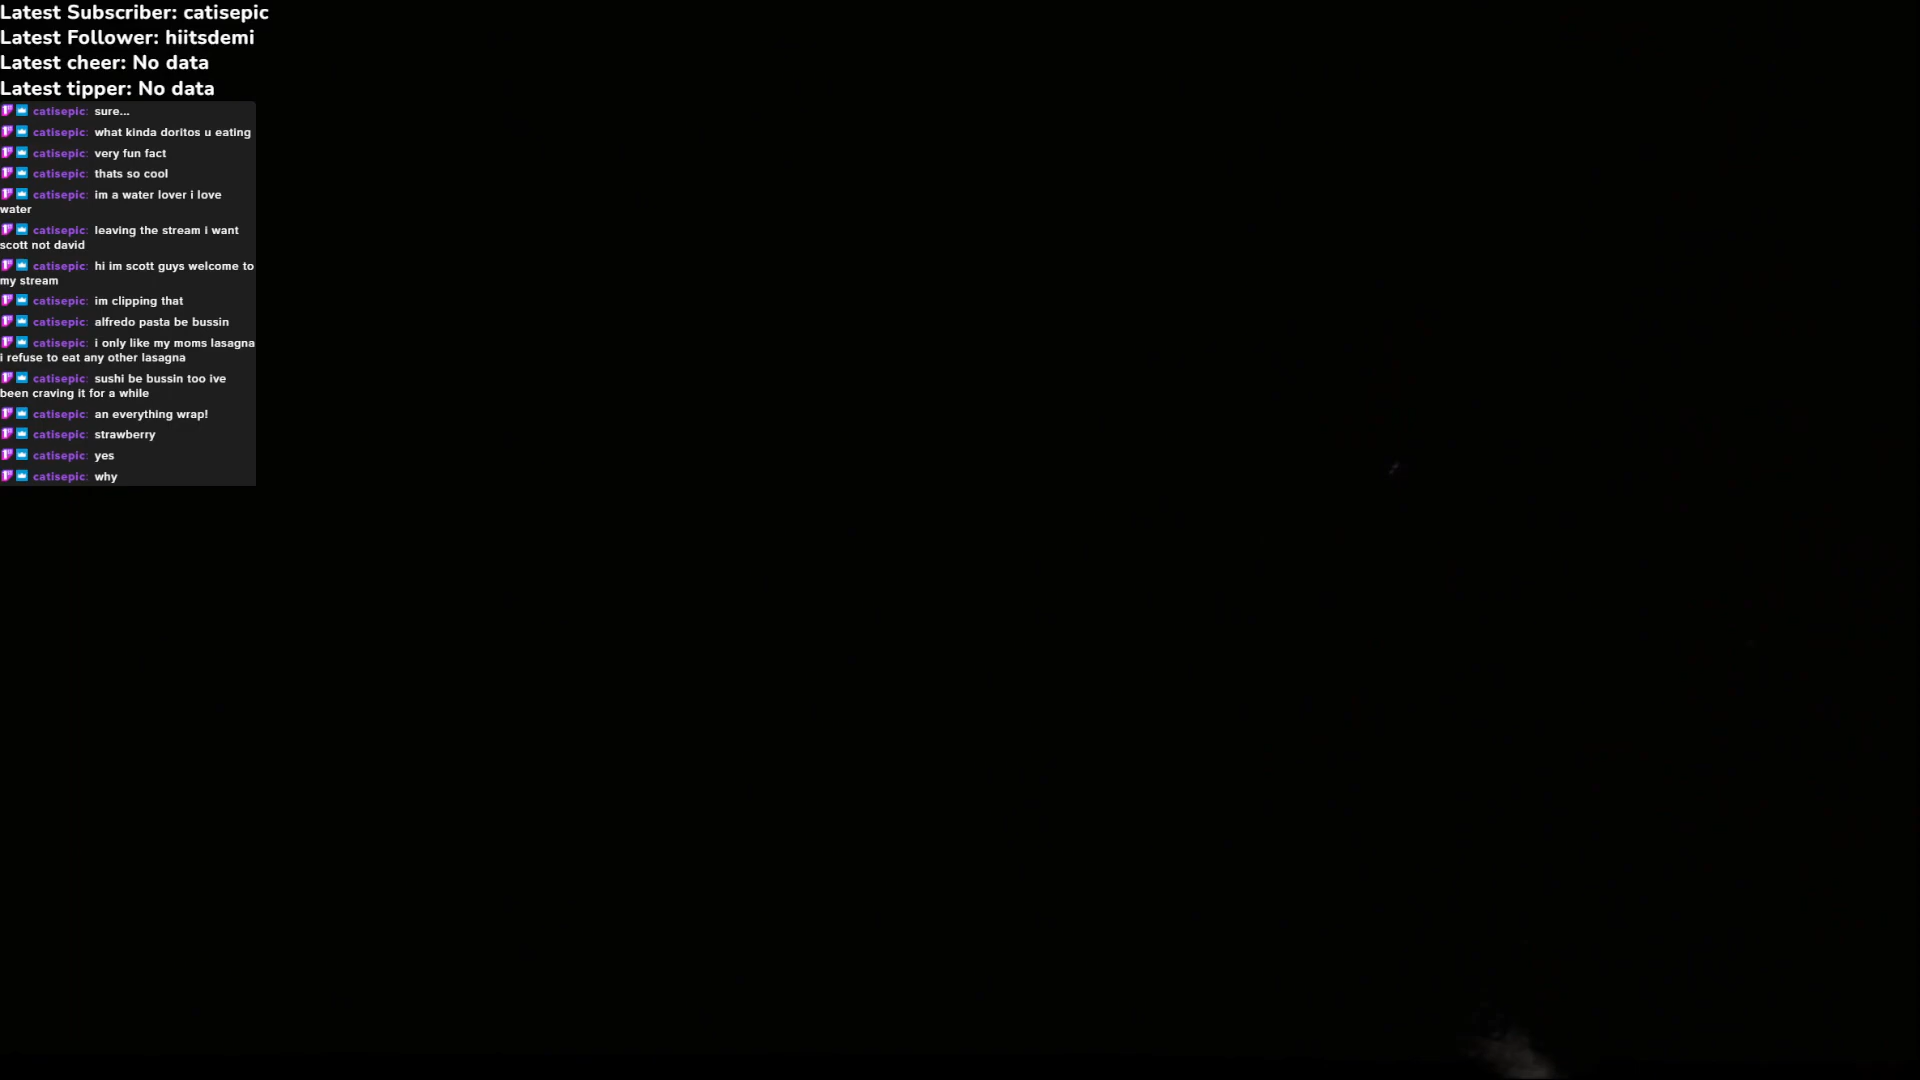 Latest Subscriber: catisepic
Latest Follower: hiitsdemi
Latest cheer: No data
Latest tipper: No data
catisepic: sure...
catisepic: what kinda doritos u eating
catisepic: very fun fact
catisepic: thats so cool
catisepic: im a water lover i love
water
catisepic: leaving the stream i want
scott not david
catisepic: hi im scott guys welcome to
my stream
catisepic: im clipping that
catisepic: alfredo pasta be bussin
catisepic: i only like my moms lasagna
i refuse to eat any other lasagna
catisepic: sushi be bussin too ive
been craving it for a while
catisepic: an everything wrap!
catisepic: strawberry
catisepic: yes
catisepic: why